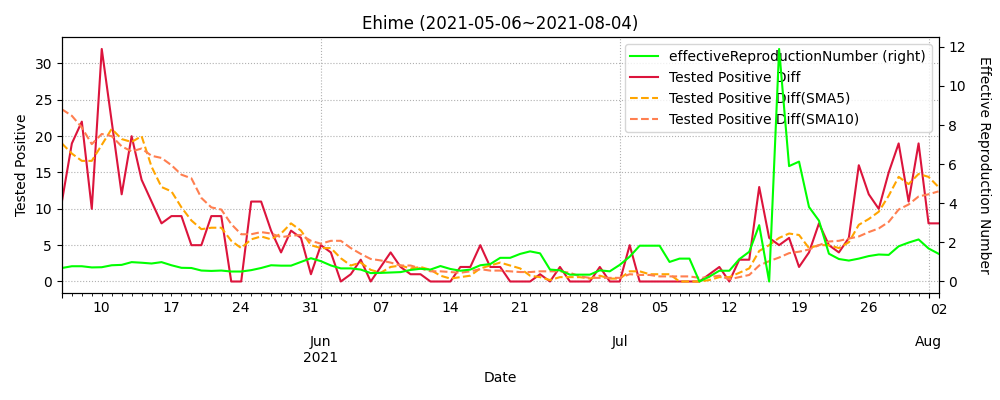 Ehime (2021-05-06~2021-08-04)
effectiveReproductionNumber (right)
Tested Positive Diff
Tested Positive Diff(SMA5)
Tested Positive Diff(SMA10)
Tested Positive
30
25
20
15
10
5
0
Effective Reproduction Number
12
10
8
6
4
2
0
10 17 24 31 07 14 21 28 05 12 19 26 02
Jun Jul Aug
2021
Date